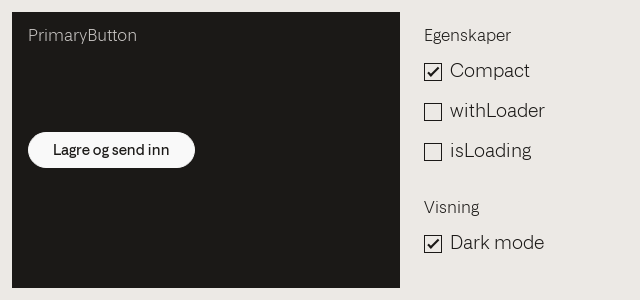 PrimaryButton
Lagre og send inn
Egenskaper
Compact
withLoader
isLoading
Visning
Dark mode